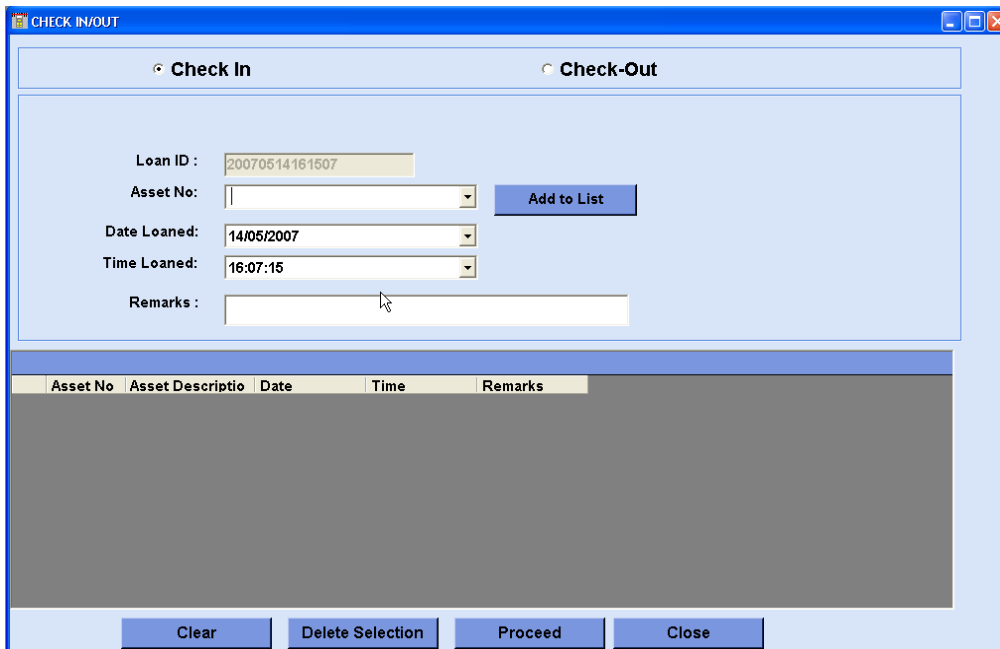 CHECK IN/OUT
Check In Check-Out
Loan ID : 20070514161507
Asset No: Add to List
Date Loaned: 14/05/2007
Time Loaned: 16:07:15
Remarks :
Asset No Asset Descriptio Date Time Remarks
Clear Delete Selection Proceed Close